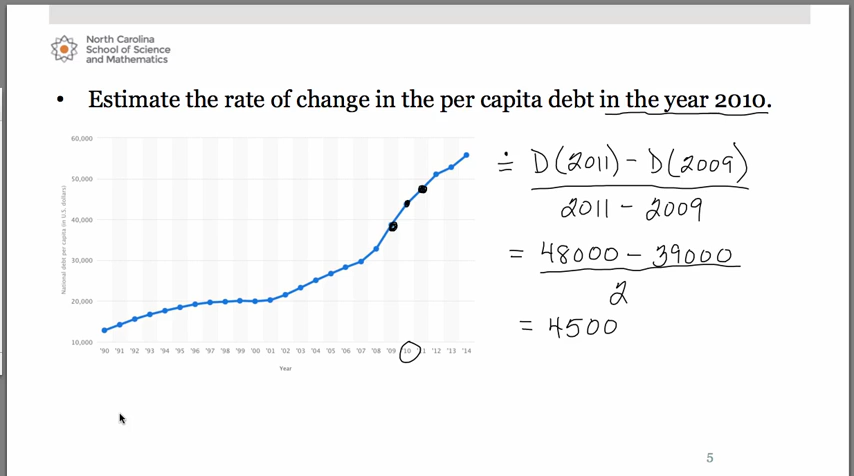 North Carolina
School of Science
and Mathematics
• Estimate the rate of change in the per capita debt in the year 2010.
60,000
50,000
40,000
30,000
20,000
10,000
National debt per capita (in U.S. dollars)
'90 '91 '92 '93 '94 '95 '96 '97 '98 '99 '00 '01 '02 '03 '04 '05 '06 '07 '08 '09 '10 '11 '12 '13 '14
Year
≐ D(2011) - D(2009)
2011 - 2009
= 48000 - 39000
2
= 4500
5